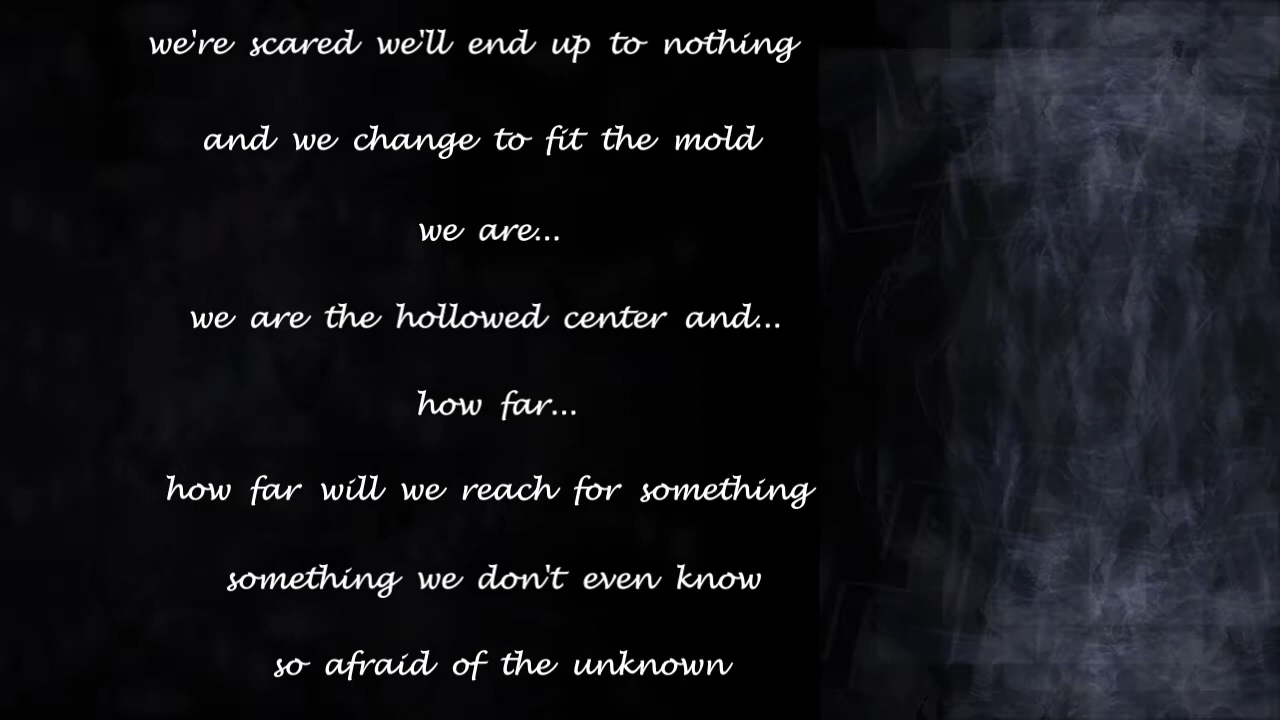 we're scared we'll end up to nothing
and we change to fit the mold
we are...
we are the hollowed center and...
how far...
how far will we reach for something
something we don't even know
so afraid of the unknown